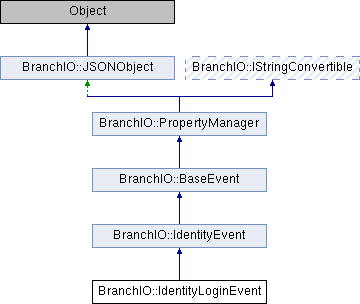 Object
BranchIO::JSONObject
BranchIO::IStringConvertible
BranchIO::PropertyManager
BranchIO::BaseEvent
BranchIO::IdentityEvent
BranchIO::IdentityLoginEvent